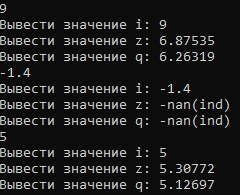 9
Вывести значение i: 9
Вывести значение z: 6.87535
Вывести значение q: 6.26319
-1.4
Вывести значение i: -1.4
Вывести значение z: -nan(ind)
Вывести значение q: -nan(ind)
5
Вывести значение i: 5
Вывести значение z: 5.30772
Вывести значение q: 5.12697